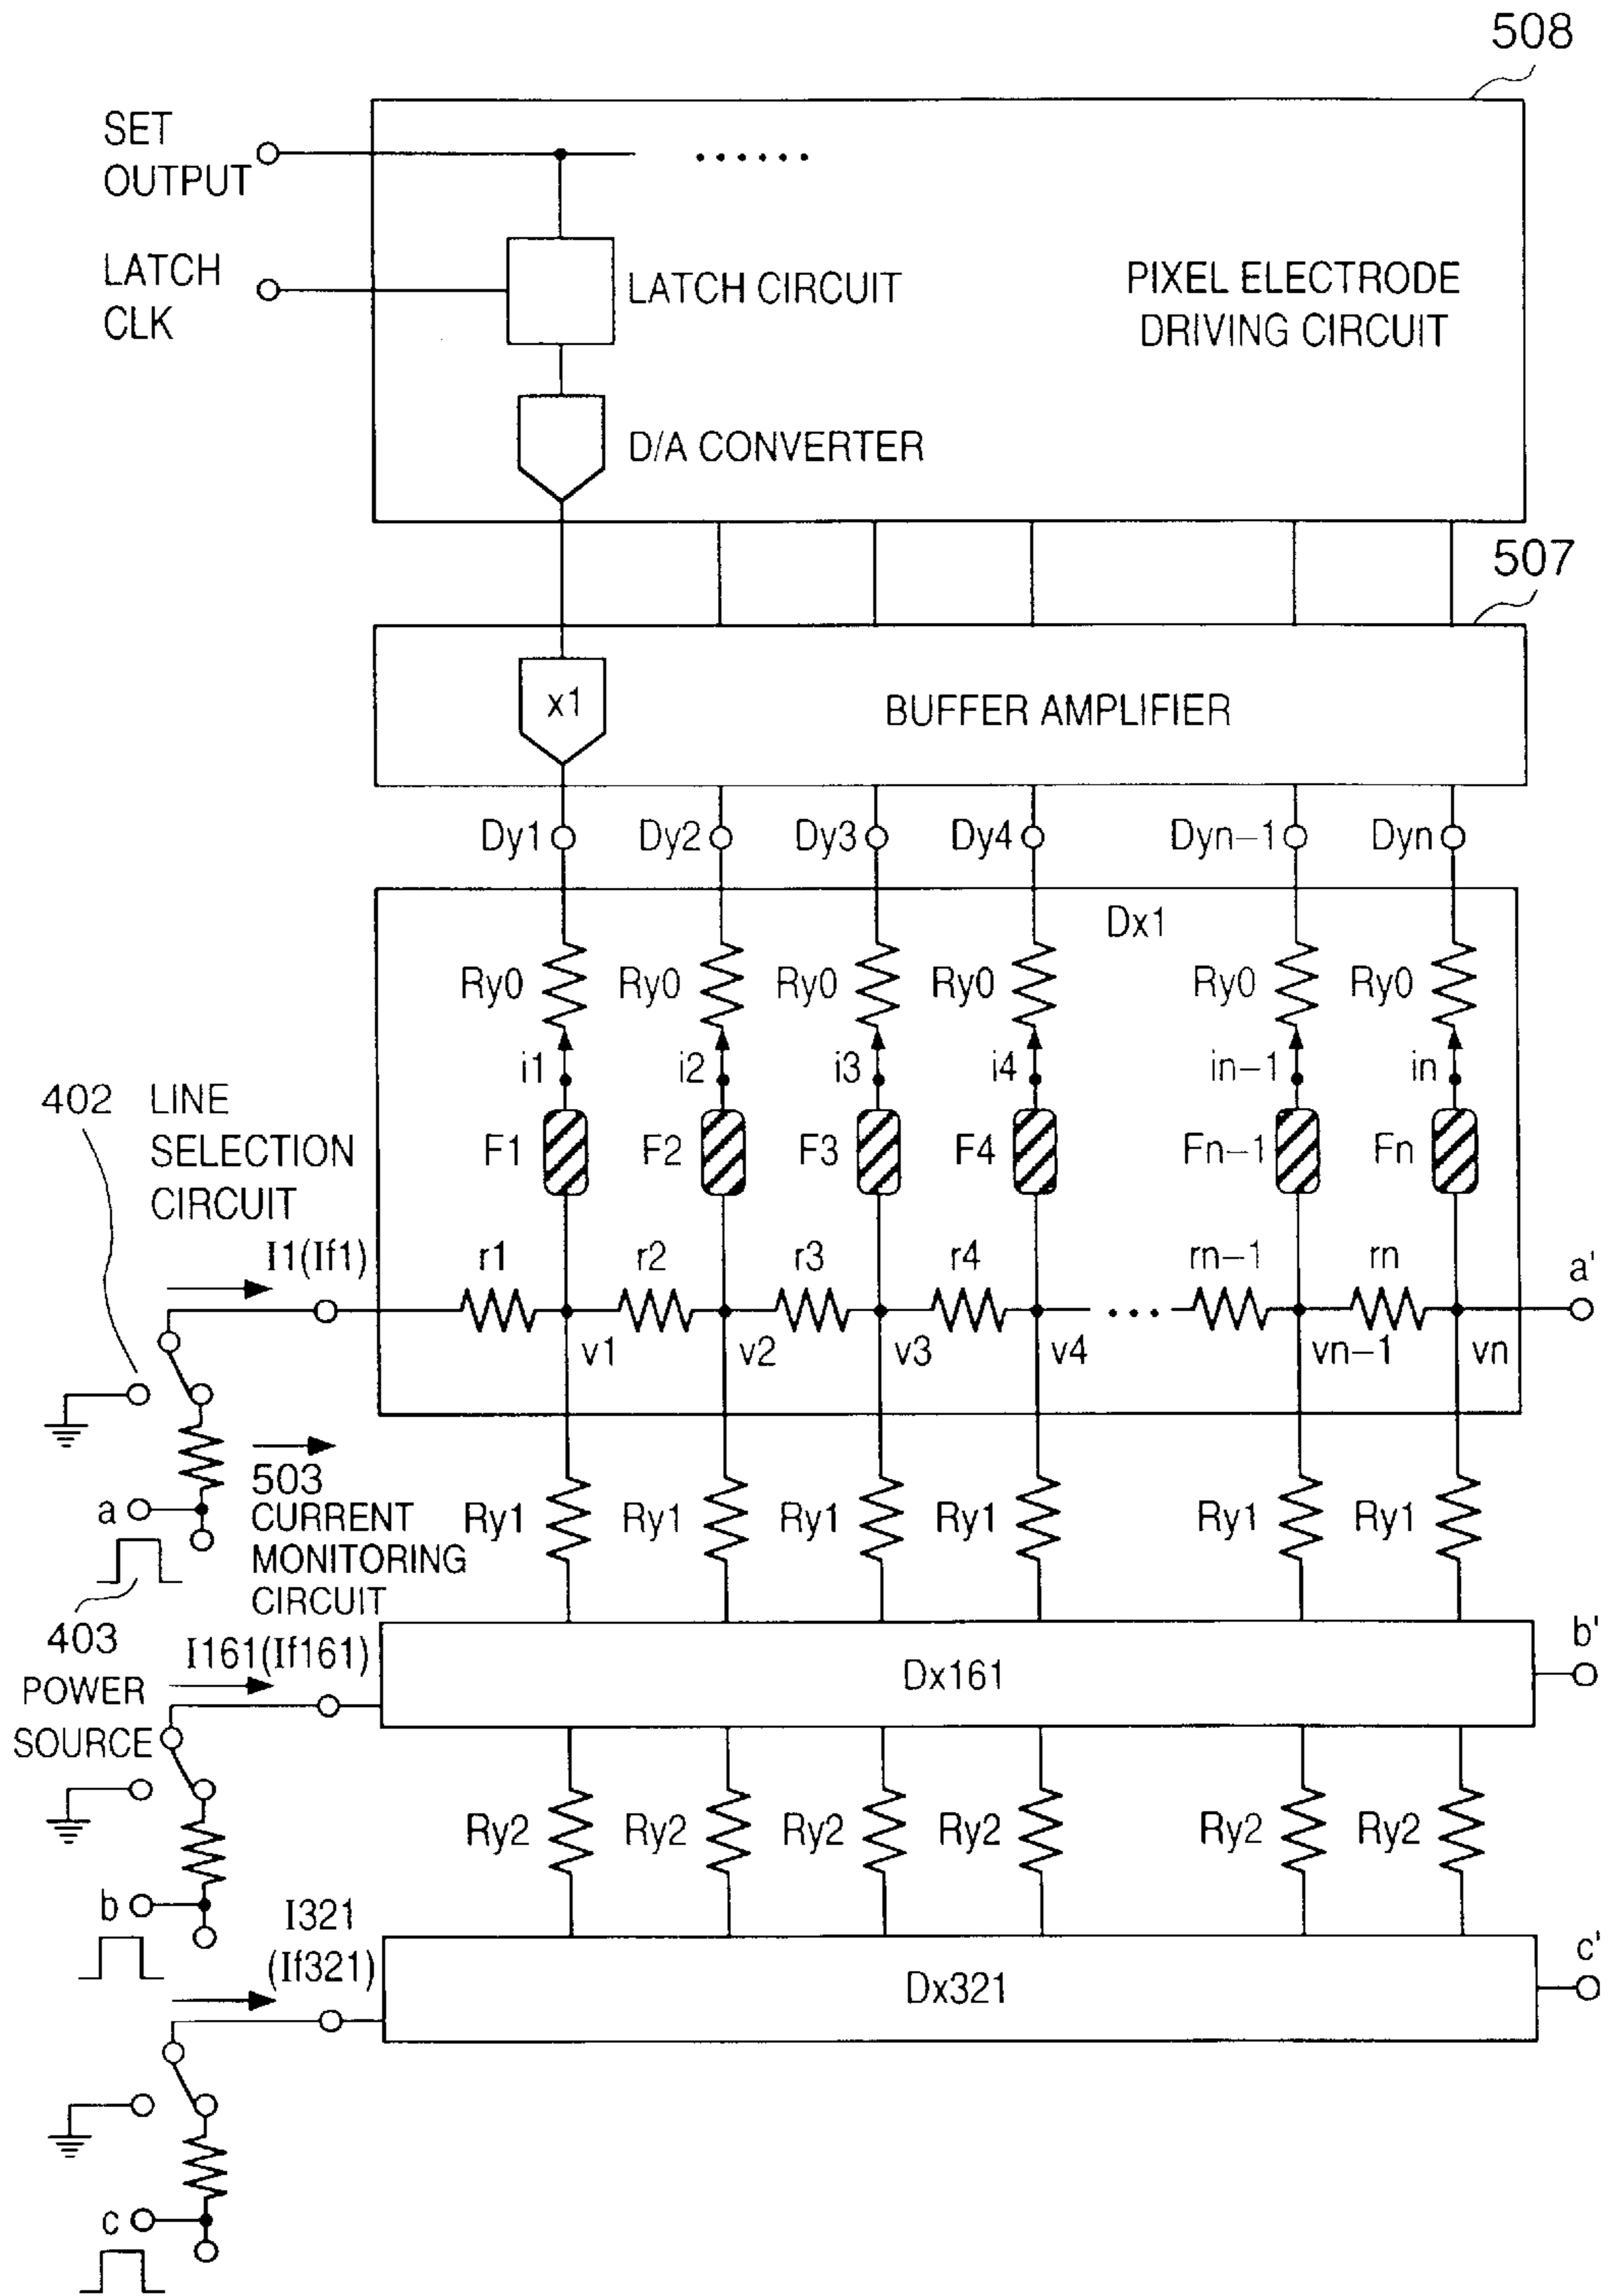 508
SET
OUTPUT
LATCH
CLK
LATCH CIRCUIT
PIXEL ELECTRODE
DRIVING CIRCUIT
D/A CONVERTER
507
x1
BUFFER AMPLIFIER
Dy1 Dy2 Dy3 Dy4 Dyn-1 Dyn
Dx1
Ry0 Ry0 Ry0 Ry0 Ry0 Ry0
i1 i2 i3 i4 in-1 in
402 LINE
SELECTION
CIRCUIT
F1 F2 F3 F4 Fn-1 Fn
I1(If1)
r1 r2 r3 r4 rn-1 rn
a'
v1 v2 v3 v4 vn-1 vn
503
CURRENT
MONITORING
CIRCUIT
a
Ry1 Ry1 Ry1 Ry1 Ry1 Ry1
403
POWER
SOURCE
I161(If161)
Dx161
b'
Ry2 Ry2 Ry2 Ry2 Ry2 Ry2
b
I321
(If321)
Dx321
c'
c